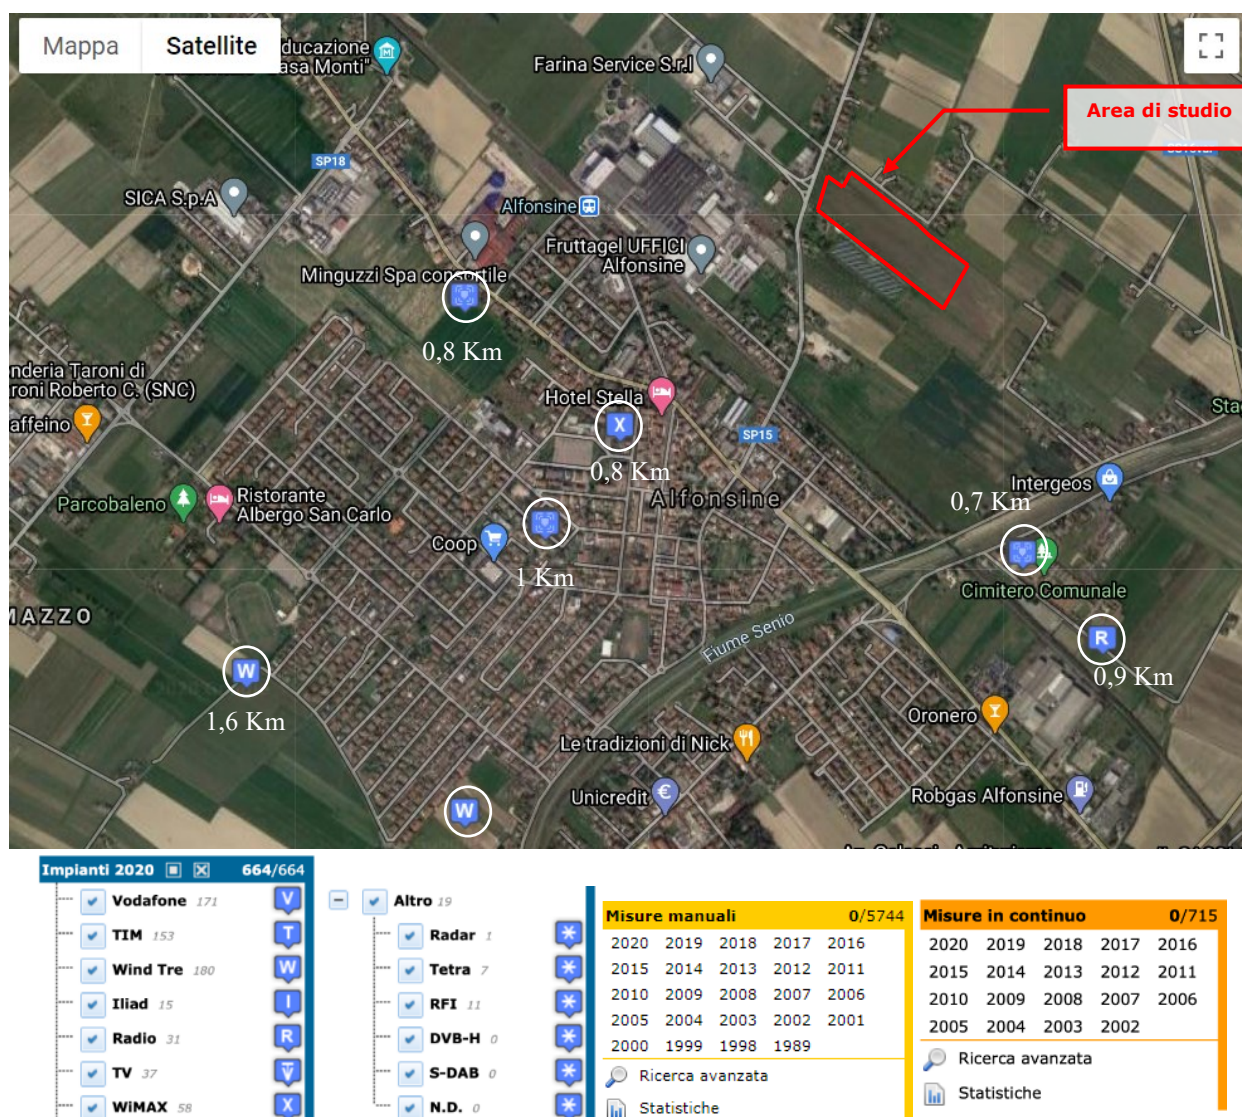 Mappa
Satellite
ducazione
asa Monti"
Farina Service S.r.l
Area di studio
SP18
SICA S.p.A
Alfonsine
Fruttagel UFFICI
Alfonsine
Minguzzi Spa consortile
0,8 Km
nderia Taroni di
roni Roberto C. (SNC)
affeino
Hotel Stella
X
SP15
Sta
0,8 Km
Alfonsine
Intergeos
0,7 Km
Parcobaleno
Ristorante
Albergo San Carlo
Coop
1 Km
Cimitero Comunale
MAZZO
Fiume Senio
R
0,9 Km
W
1,6 Km
Oronero
Le tradizioni di Nick
Unicredit
Robgas Alfonsine
W
Impianti 2020 664/664
Vodafone 171 V
TIM 153 T
Wind Tre 180 W
Iliad 15 I
Radio 31 R
TV 37 TV
WiMAX 58 X
Altro 19
Radar 1
Tetra 7
RFI 11
DVB-H 0
S-DAB 0
N.D. 0
Misure manuali 0/5744
2020 2019 2018 2017 2016
2015 2014 2013 2012 2011
2010 2009 2008 2007 2006
2005 2004 2003 2002 2001
2000 1999 1998 1989
Ricerca avanzata
Statistiche
Misure in continuo 0/715
2020 2019 2018 2017 2016
2015 2014 2013 2012 2011
2010 2009 2008 2007 2006
2005 2004 2003 2002
Ricerca avanzata
Statistiche